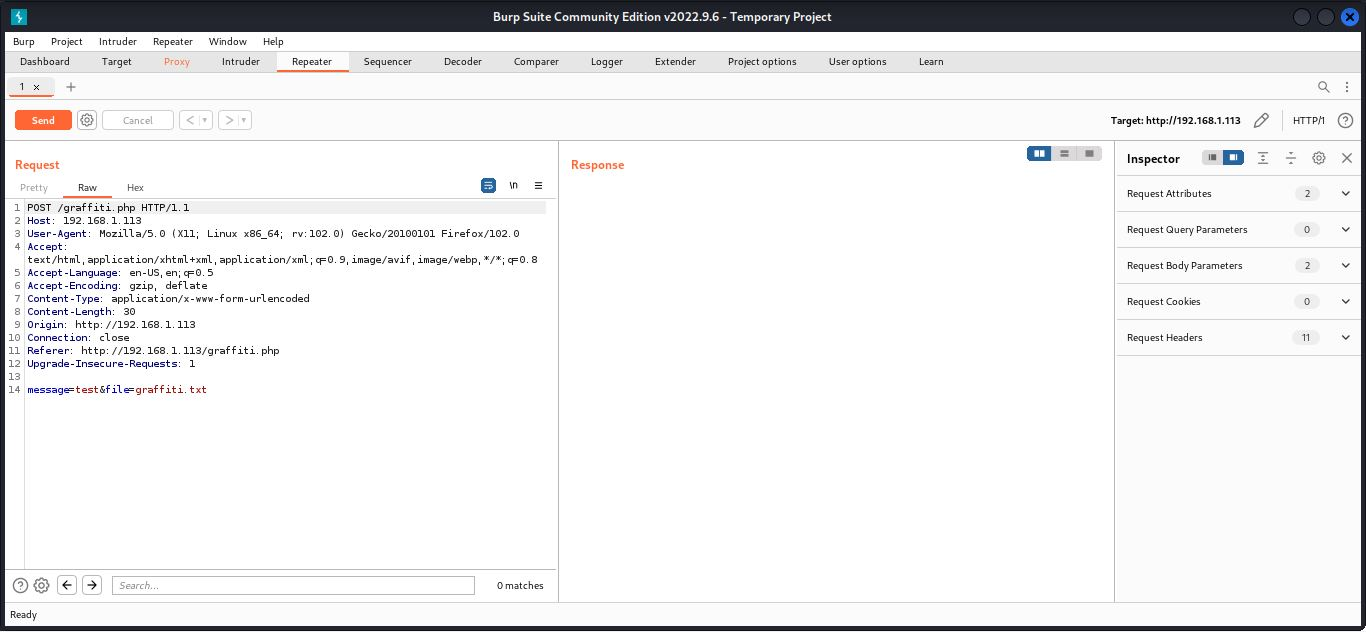 Burp Suite Community Edition v2022.9.6 - Temporary Project
Burp Project Intruder Repeater Window Help
Dashboard Target Proxy Intruder Repeater Sequencer Decoder Comparer Logger Extender Project options User options Learn
1 ×
Send Cancel < > Target: http://192.168.1.113 HTTP/1 ?
Request
Pretty Raw Hex \n
1 POST /graffiti.php HTTP/1.1
2 Host: 192.168.1.113
3 User-Agent: Mozilla/5.0 (X11; Linux x86_64; rv:102.0) Gecko/20100101 Firefox/102.0
4 Accept:
text/html,application/xhtml+xml,application/xml;q=0.9,image/avif,image/webp,*/*;q=0.8
5 Accept-Language: en-US,en;q=0.5
6 Accept-Encoding: gzip, deflate
7 Content-Type: application/x-www-form-urlencoded
8 Content-Length: 30
9 Origin: http://192.168.1.113
10 Connection: close
11 Referer: http://192.168.1.113/graffiti.php
12 Upgrade-Insecure-Requests: 1
13
14 message=test&file=graffiti.txt
? Search... 0 matches
Response
Inspector
Request Attributes 2
Request Query Parameters 0
Request Body Parameters 2
Request Cookies 0
Request Headers 11
Ready